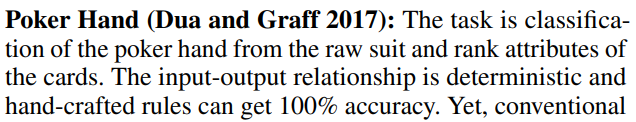 Poker Hand (Dua and Graff 2017): The task is classifica-
tion of the poker hand from the raw suit and rank attributes of
the cards. The input-output relationship is deterministic and
hand-crafted rules can get 100% accuracy. Yet, conventional